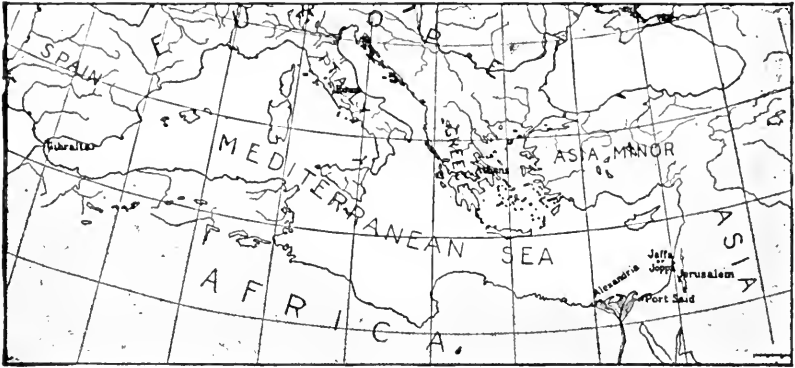 EUROPE
SPAIN
ITALY
Rome
Gibraltar
MEDITERRANEAN SEA
GREECE
Athens
ASIA MINOR
ASIA
Jaffa
or
Joppa
Jerusalem
Alexandria
Port Said
AFRICA.